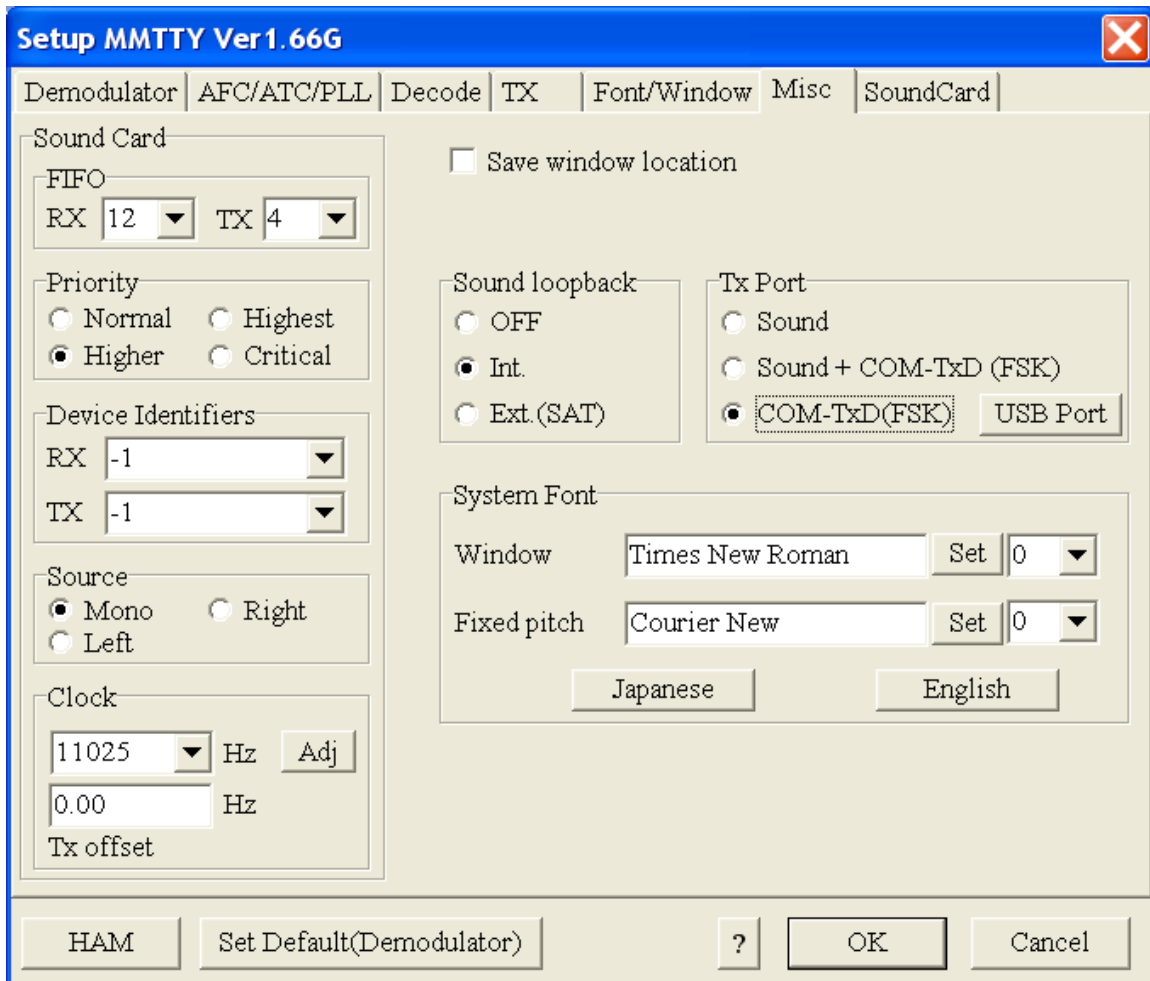 Setup MMTTY Ver1.66G
Demodulator AFC/ATC/PLL Decode TX Font/Window Misc SoundCard
Sound Card
FIFO
RX 12 TX 4
Priority
Normal Highest
Higher Critical
Device Identifiers
RX -1
TX -1
Source
Mono Right
Left
Clock
11025 Hz Adj
0.00 Hz
Tx offset
Save window location
Sound loopback
OFF
Int.
Ext.(SAT)
Tx Port
Sound
Sound + COM-TxD (FSK)
COM-TxD(FSK) USB Port
System Font
Window Times New Roman Set 0
Fixed pitch Courier New Set 0
Japanese English
HAM Set Default(Demodulator) ? OK Cancel